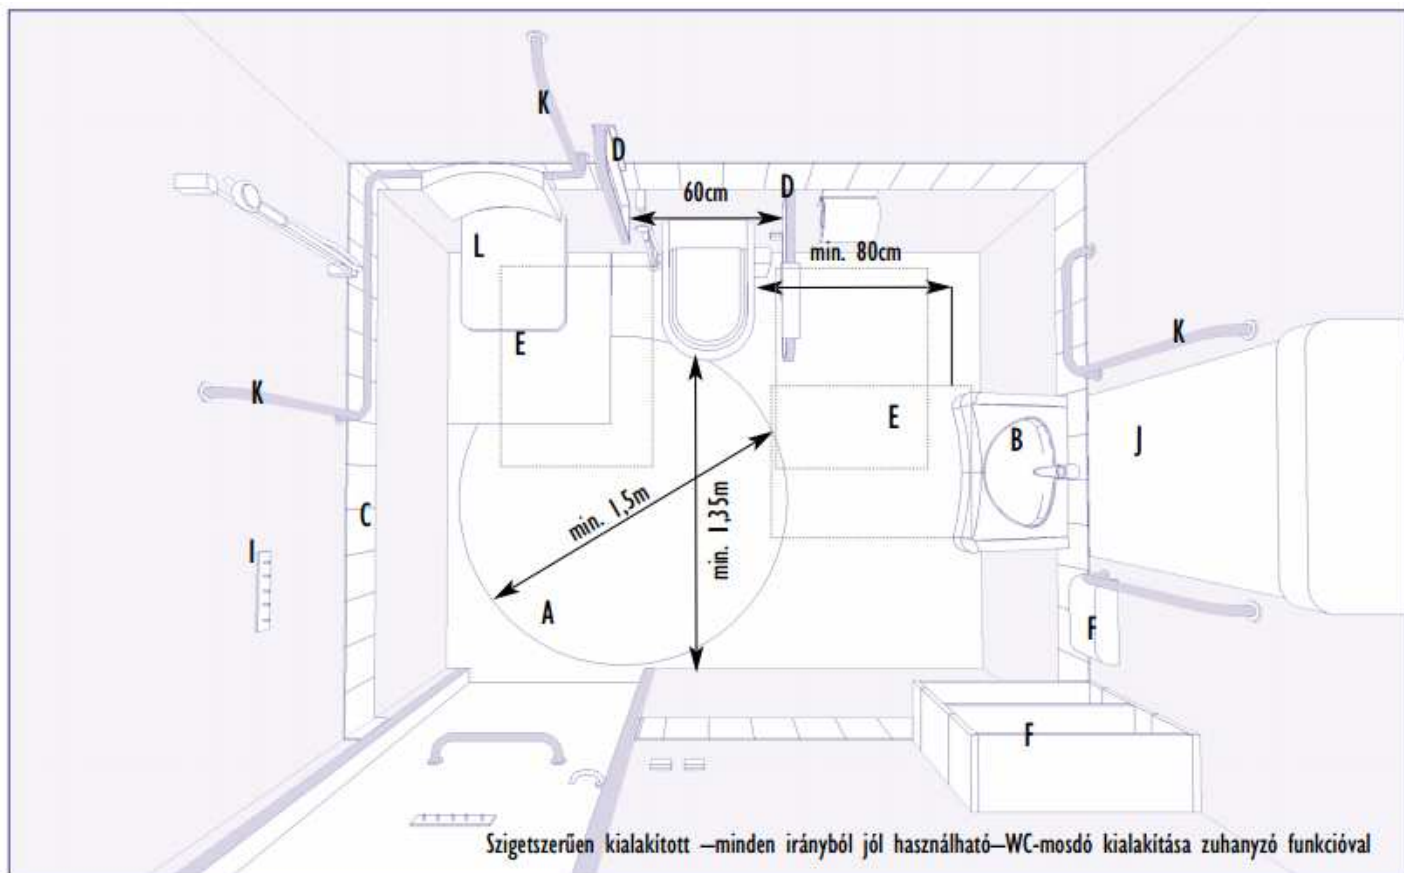 K
D
D
60cm
L
min. 80cm
E
K
K
E
B
J
min. 1,5m
min. 1,35m
C
I
A
F
F
Szigetszerűen kialakított –minden irányból jól használható–WC-mosdó kialakítása zuhanyzó funkcióval